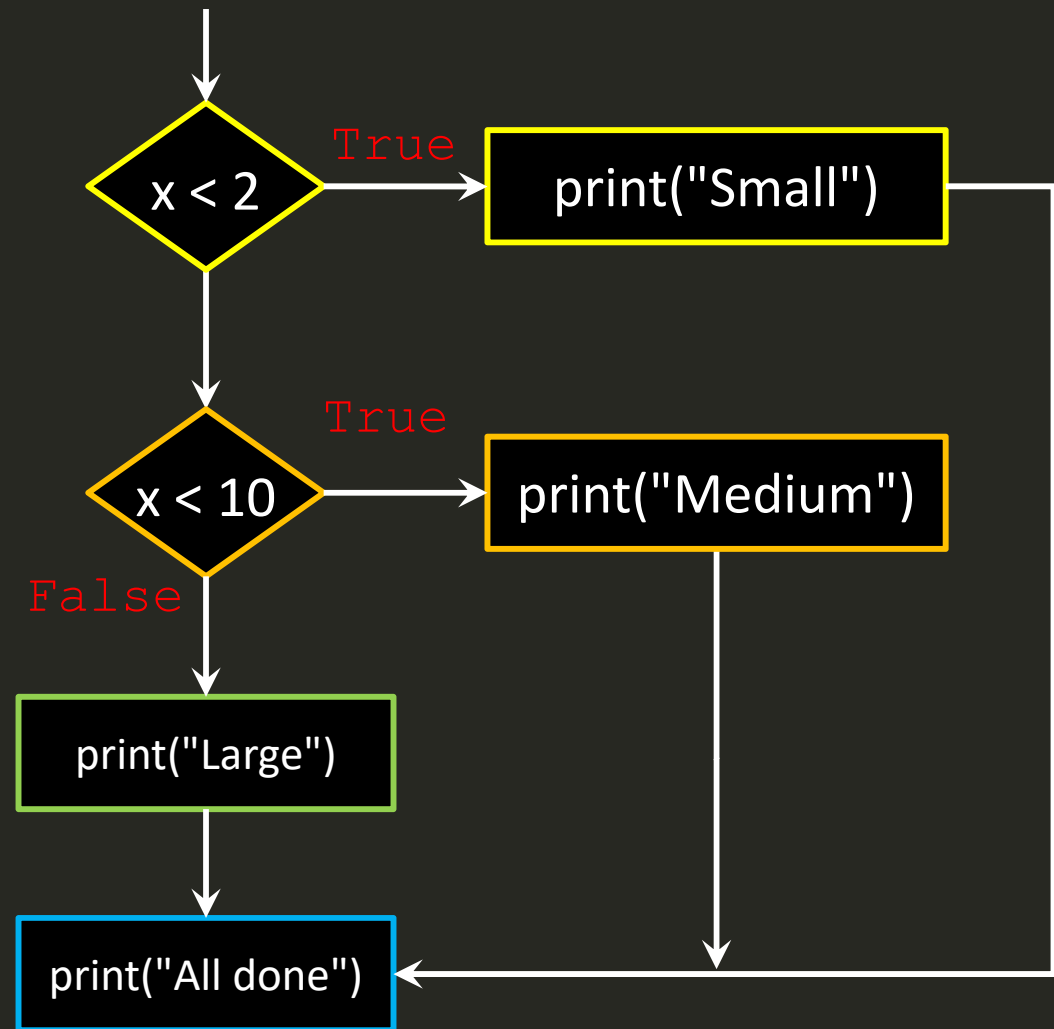 True
x < 2
print("Small")
True
x < 10
print("Medium")
False
print("Large")
print("All done")